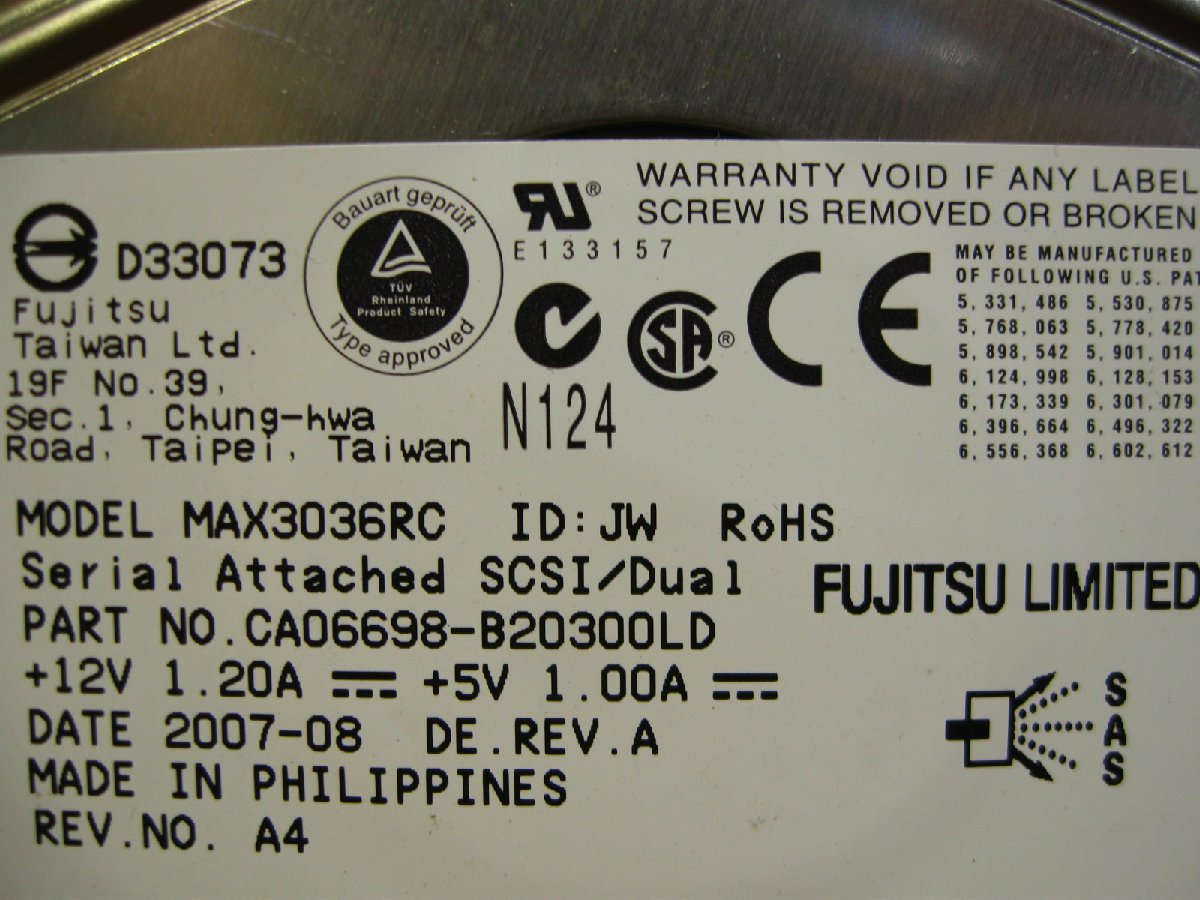 D33073
Fujitsu
Taiwan Ltd.
19F No.39,
Sec.1, Chung-hwa
Road, Taipei, Taiwan
Bauart geprüft
TÜV
Rheinland
Product Safety
Type approved
RU®
E133157
N124
SA®
CE
WARRANTY VOID IF ANY LABEL
SCREW IS REMOVED OR BROKEN
MAY BE MANUFACTURED
OF FOLLOWING U.S. PAT
5,331,486 5,530,875
5,768,063 5,778,420
5,898,542 5,901,014
6,124,998 6,128,153
6,173,339 6,301,079
6,396,664 6,496,322
6,556,368 6,602,612
MODEL MAX3036RC ID:JW RoHS
Serial Attached SCSI/Dual
PART NO.CA06698-B20300LD
+12V 1.20A +5V 1.00A
DATE 2007-08 DE.REV.A
MADE IN PHILIPPINES
REV.NO. A4
FUJITSU LIMITED
S
A
S